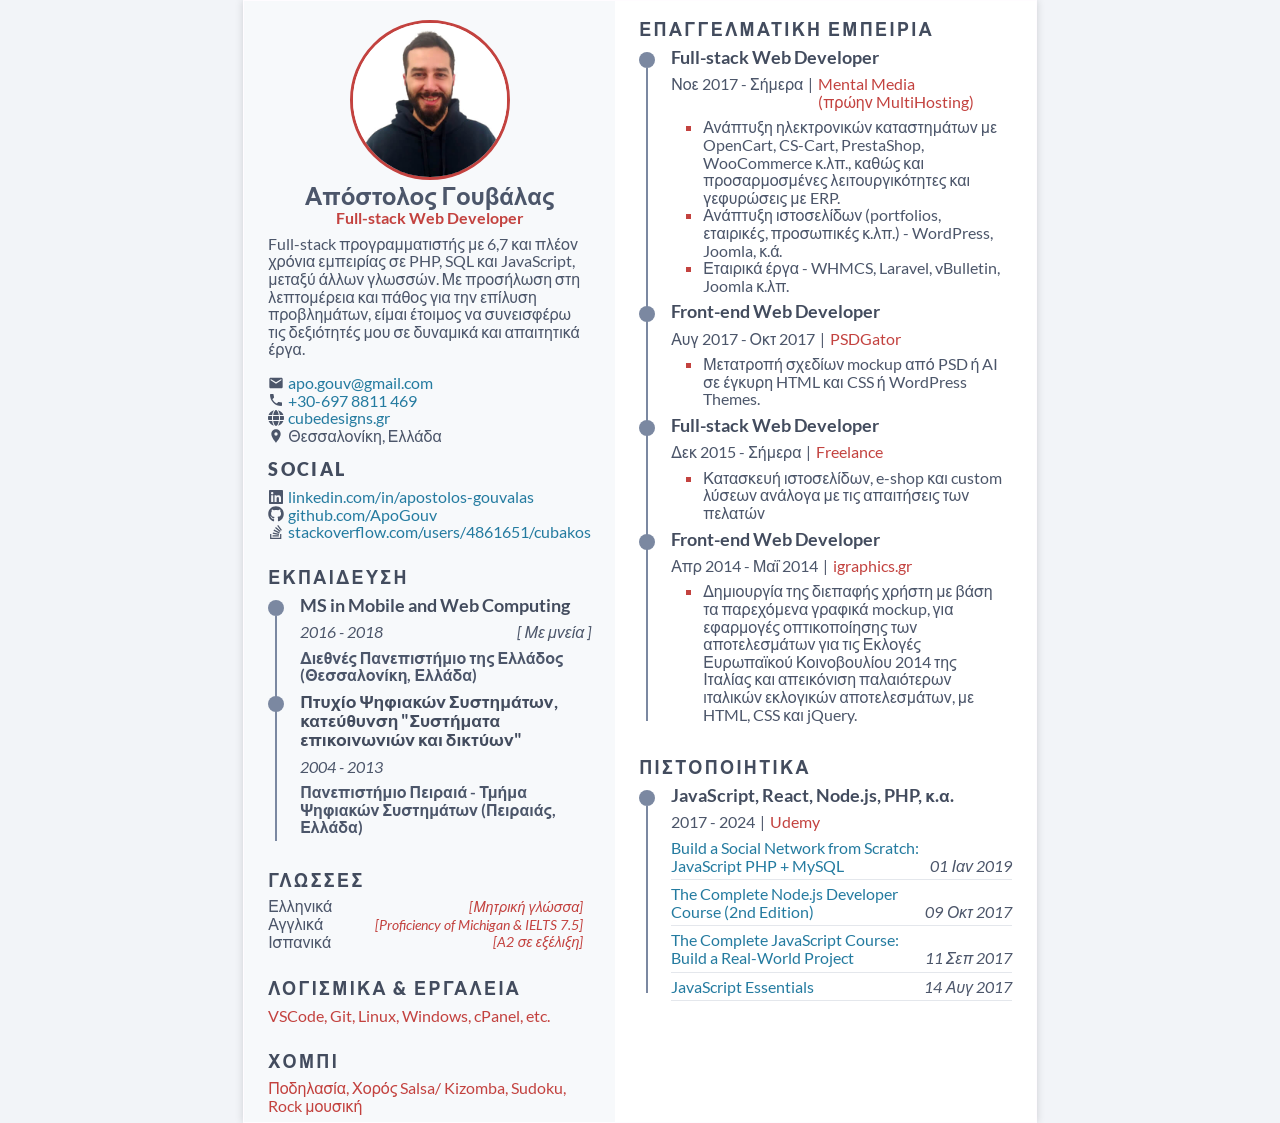 Απόστολος Γουβάλας
Full-stack Web Developer
Full-stack προγραμματιστής με 6,7 και πλέον
χρόνια εμπειρίας σε PHP, SQL και JavaScript,
μεταξύ άλλων γλωσσών. Με προσήλωση στη
λεπτομέρεια και πάθος για την επίλυση
προβλημάτων, είμαι έτοιμος να συνεισφέρω
τις δεξιότητές μου σε δυναμικά και απαιτητικά
έργα.
apo.gouv@gmail.com
+30-697 8811 469
cubedesigns.gr
Θεσσαλονίκη, Ελλάδα
SOCIAL
linkedin.com/in/apostolos-gouvalas
github.com/ApoGouv
stackoverflow.com/users/4861651/cubakos
ΕΚΠΑΙΔΕΥΣΗ
MS in Mobile and Web Computing
2016 - 2018 [ Με μνεία ]
Διεθνές Πανεπιστήμιο της Ελλάδος
(Θεσσαλονίκη, Ελλάδα)
Πτυχίο Ψηφιακών Συστημάτων,
κατεύθυνση "Συστήματα
επικοινωνιών και δικτύων"
2004 - 2013
Πανεπιστήμιο Πειραιά - Τμήμα
Ψηφιακών Συστημάτων (Πειραιάς,
Ελλάδα)
ΓΛΩΣΣΕΣ
Ελληνικά [Μητρική γλώσσα]
Αγγλικά [Proficiency of Michigan & IELTS 7.5]
Ισπανικά [A2 σε εξέλιξη]
ΛΟΓΙΣΜΙΚΑ & ΕΡΓΑΛΕΙΑ
VSCode, Git, Linux, Windows, cPanel, etc.
ΧΟΜΠΙ
Ποδηλασία, Χορός Salsa/ Kizomba, Sudoku,
Rock μουσική
ΕΠΑΓΓΕΛΜΑΤΙΚΗ ΕΜΠΕΙΡΙΑ
Full-stack Web Developer
Νοε 2017 - Σήμερα | Mental Media
(πρώην MultiHosting)
Ανάπτυξη ηλεκτρονικών καταστημάτων με
OpenCart, CS-Cart, PrestaShop,
WooCommerce κ.λπ., καθώς και
προσαρμοσμένες λειτουργικότητες και
γεφυρώσεις με ERP.
Ανάπτυξη ιστοσελίδων (portfolios,
εταιρικές, προσωπικές κ.λπ.) - WordPress,
Joomla, κ.ά.
Εταιρικά έργα - WHMCS, Laravel, vBulletin,
Joomla κ.λπ.
Front-end Web Developer
Αυγ 2017 - Οκτ 2017 | PSDGator
Μετατροπή σχεδίων mockup από PSD ή AI
σε έγκυρη HTML και CSS ή WordPress
Themes.
Full-stack Web Developer
Δεκ 2015 - Σήμερα | Freelance
Κατασκευή ιστοσελίδων, e-shop και custom
λύσεων ανάλογα με τις απαιτήσεις των
πελατών
Front-end Web Developer
Απρ 2014 - Μαΐ 2014 | igraphics.gr
Δημιουργία της διεπαφής χρήστη με βάση
τα παρεχόμενα γραφικά mockup, για
εφαρμογές οπτικοποίησης των
αποτελεσμάτων για τις Εκλογές
Ευρωπαϊκού Κοινοβουλίου 2014 της
Ιταλίας και απεικόνιση παλαιότερων
ιταλικών εκλογικών αποτελεσμάτων, με
HTML, CSS και jQuery.
ΠΙΣΤΟΠΟΙΗΤΙΚΑ
JavaScript, React, Node.js, PHP, κ.α.
2017 - 2024 | Udemy
Build a Social Network from Scratch:
JavaScript PHP + MySQL 01 Ιαν 2019
The Complete Node.js Developer
Course (2nd Edition) 09 Οκτ 2017
The Complete JavaScript Course:
Build a Real-World Project 11 Σεπ 2017
JavaScript Essentials 14 Αυγ 2017